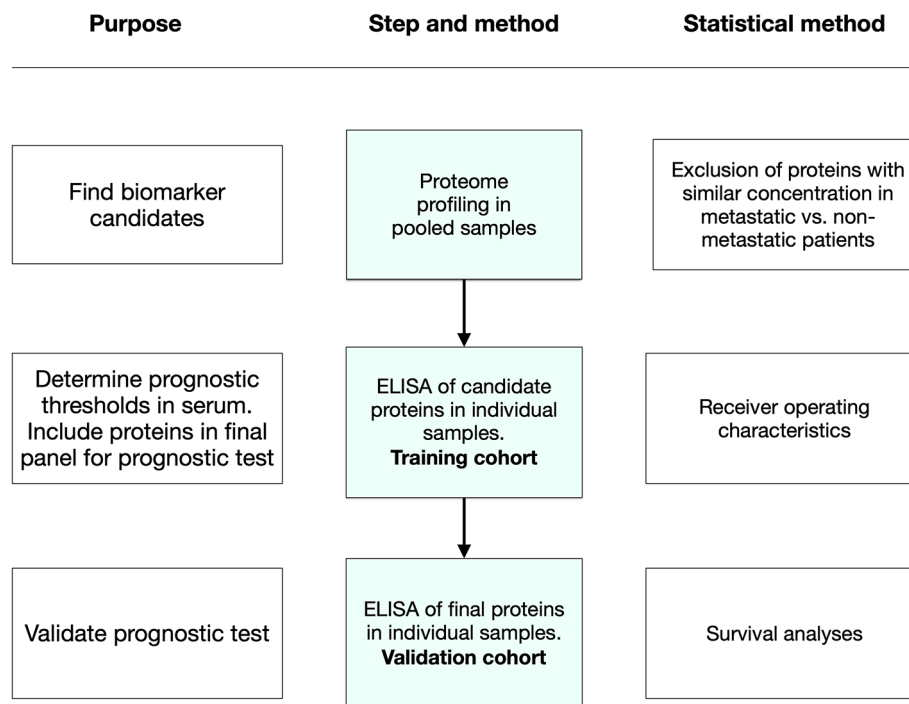 Purpose
Step and method
Statistical method
Find biomarker
candidates
Proteome
profiling in
pooled samples
Exclusion of proteins with
similar concentration in
metastatic vs. non-
metastatic patients
Determine prognostic
thresholds in serum.
Include proteins in final
panel for prognostic test
ELISA of candidate
proteins in individual
samples.
Training cohort
Receiver operating
characteristics
Validate prognostic test
ELISA of final proteins
in individual samples.
Validation cohort
Survival analyses